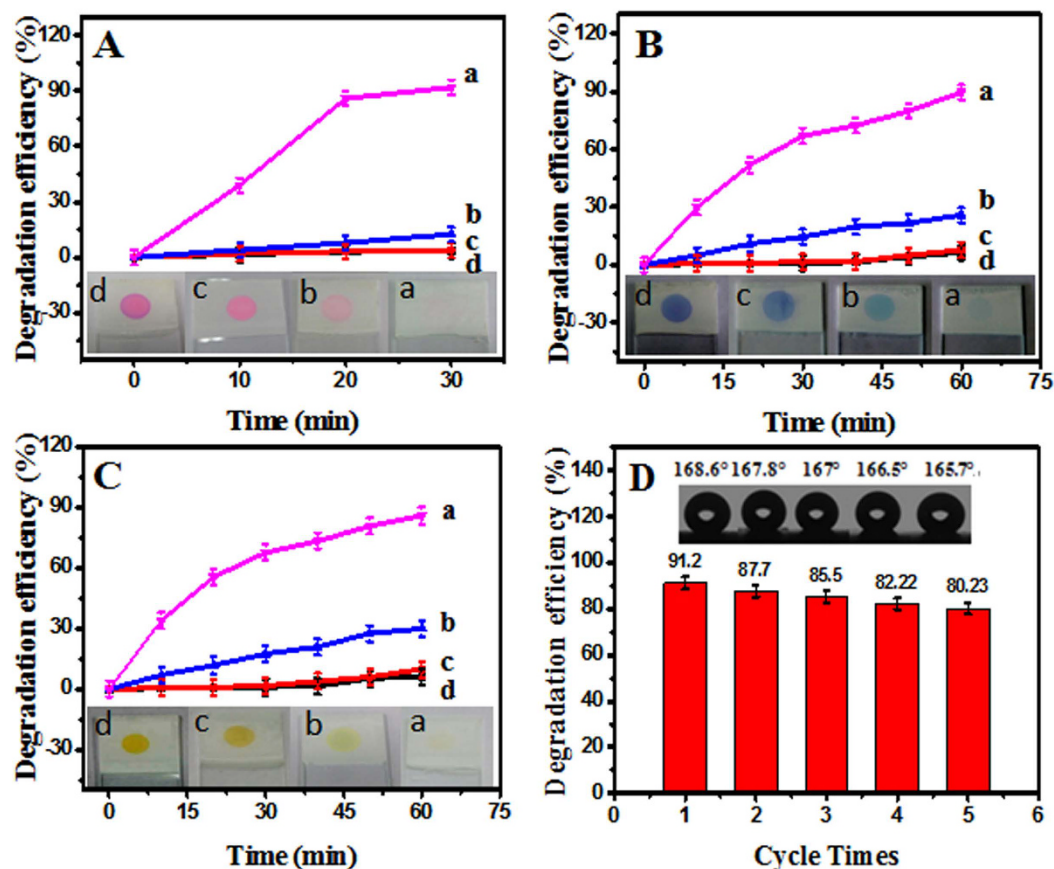 A
Degradation efficiency (%)
120
90
60
30
0
-30
a
b
c
d
d c b a
0 10 20 30
Time (min)
B
Degradation efficiency (%)
120
90
60
30
0
-30
a
b
c
d
d c b a
0 15 30 45 60 75
Time (min)
C
Degradation efficiency (%)
120
90
60
30
0
-30
a
b
c
d
d c b a
0 15 30 45 60 75
Time (min)
D
Degradation efficiency (%)
140
120
100
80
60
40
20
0
168.6° 167.8° 167° 166.5° 165.7°
91.2 87.7 85.5 82.22 80.23
0 1 2 3 4 5 6
Cycle Times